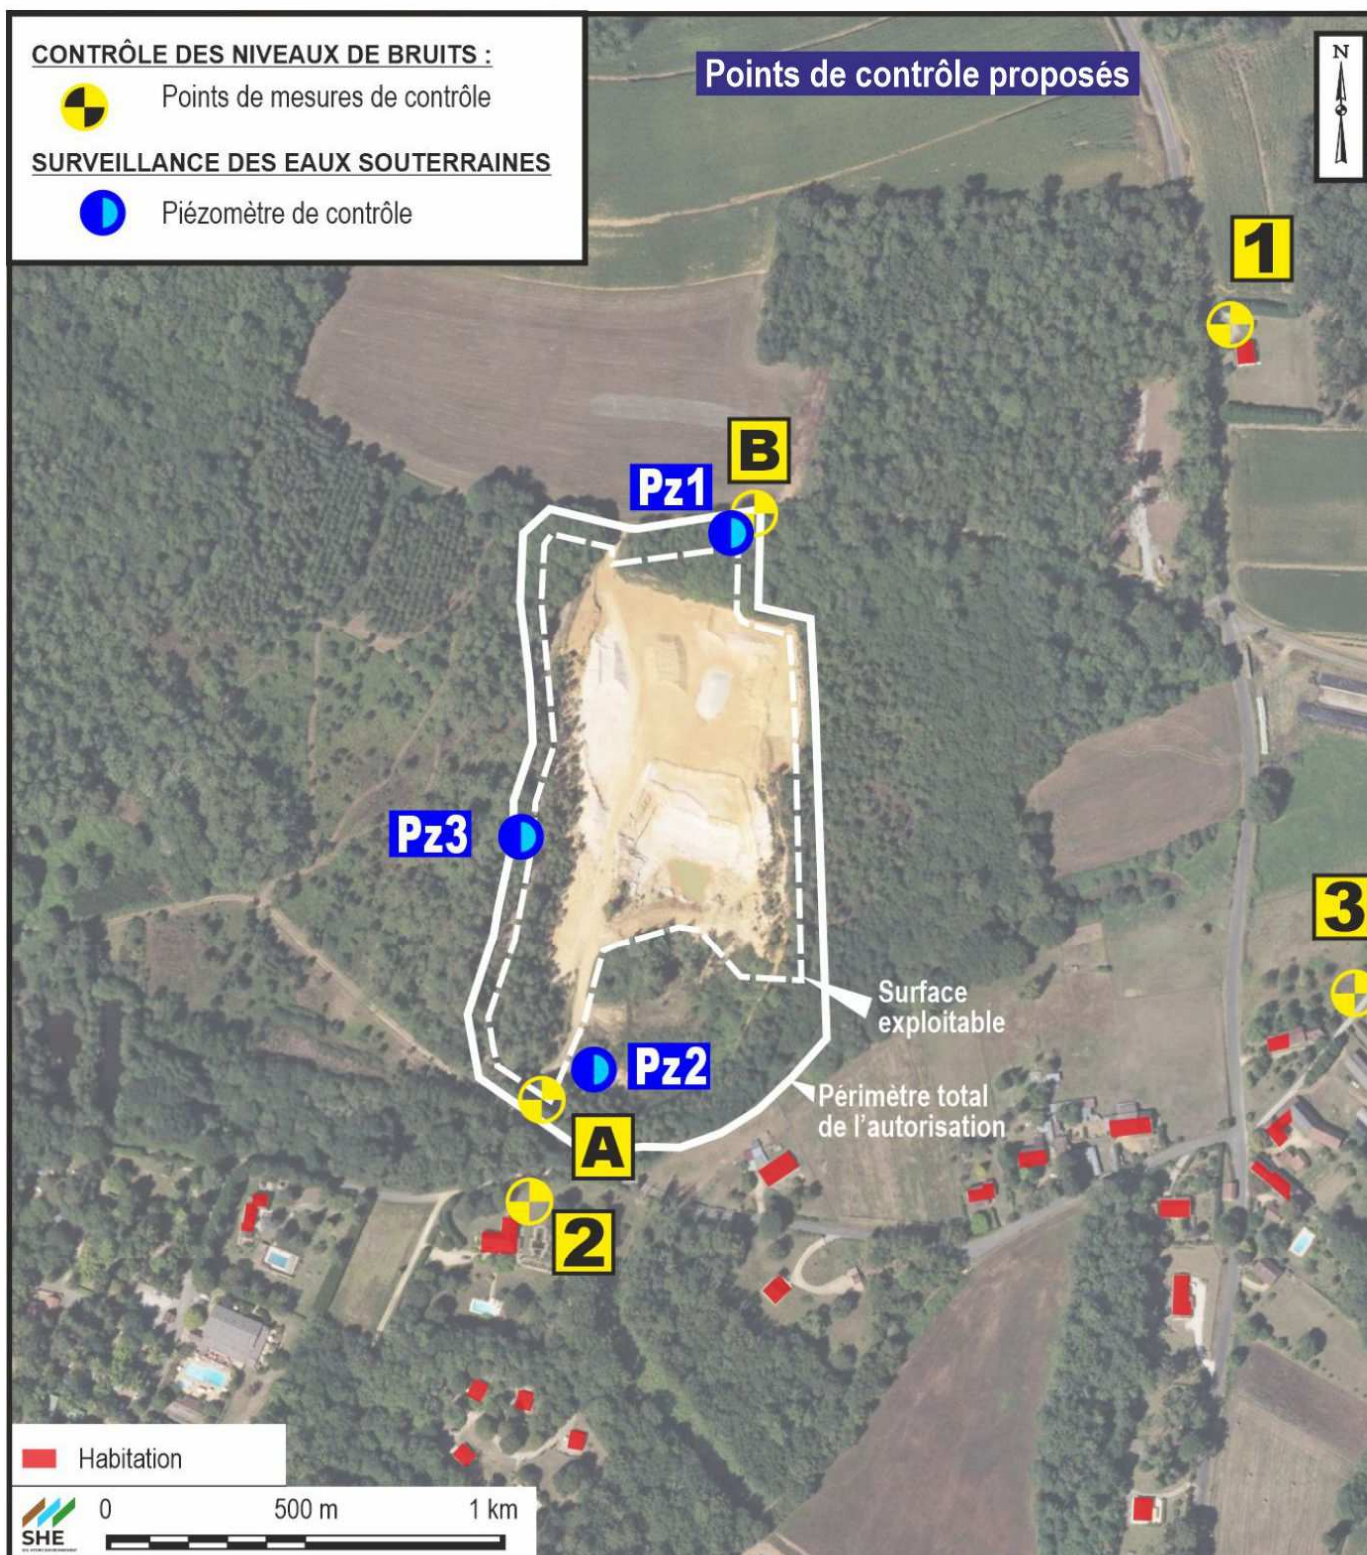 CONTRÔLE DES NIVEAUX DE BRUITS :
Points de mesures de contrôle
SURVEILLANCE DES EAUX SOUTERRAINES
Piézomètre de contrôle
Points de contrôle proposés
N
1
B
Pz1
Pz3
3
Surface
exploitable
Pz2
Périmètre total
de l'autorisation
A
2
Habitation
0 500 m 1 km
SHE